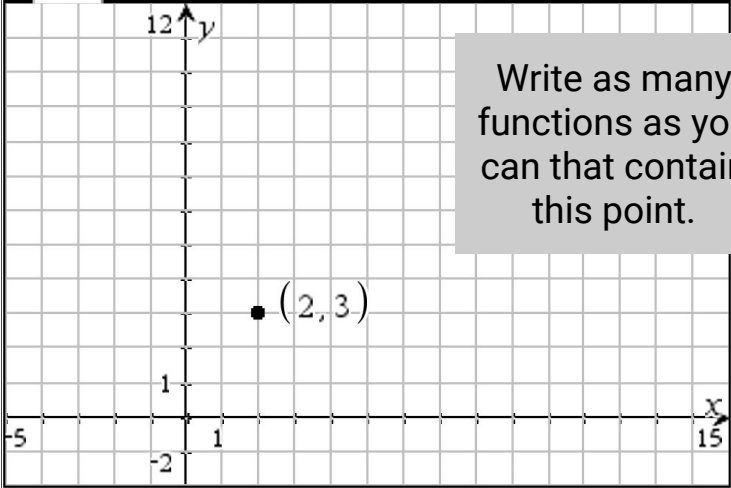 12 y
Write as many
functions as yo
can that contai
this point.
(2, 3)
1
x
-5 1 15
-2